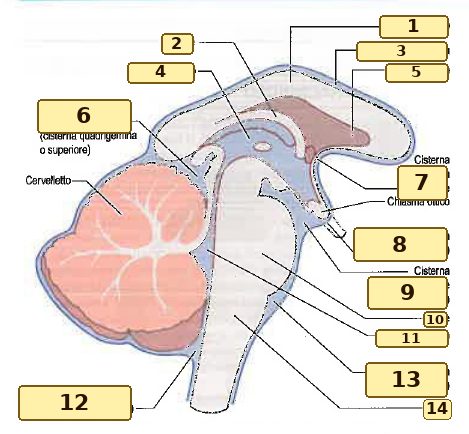 1
2
3
4
5
6
(cisterna quadrigemina
o superiore)
Cisterna
7
Cervelletto
Chiasma ottico
8
Cisterna
9
10
11
13
12
14